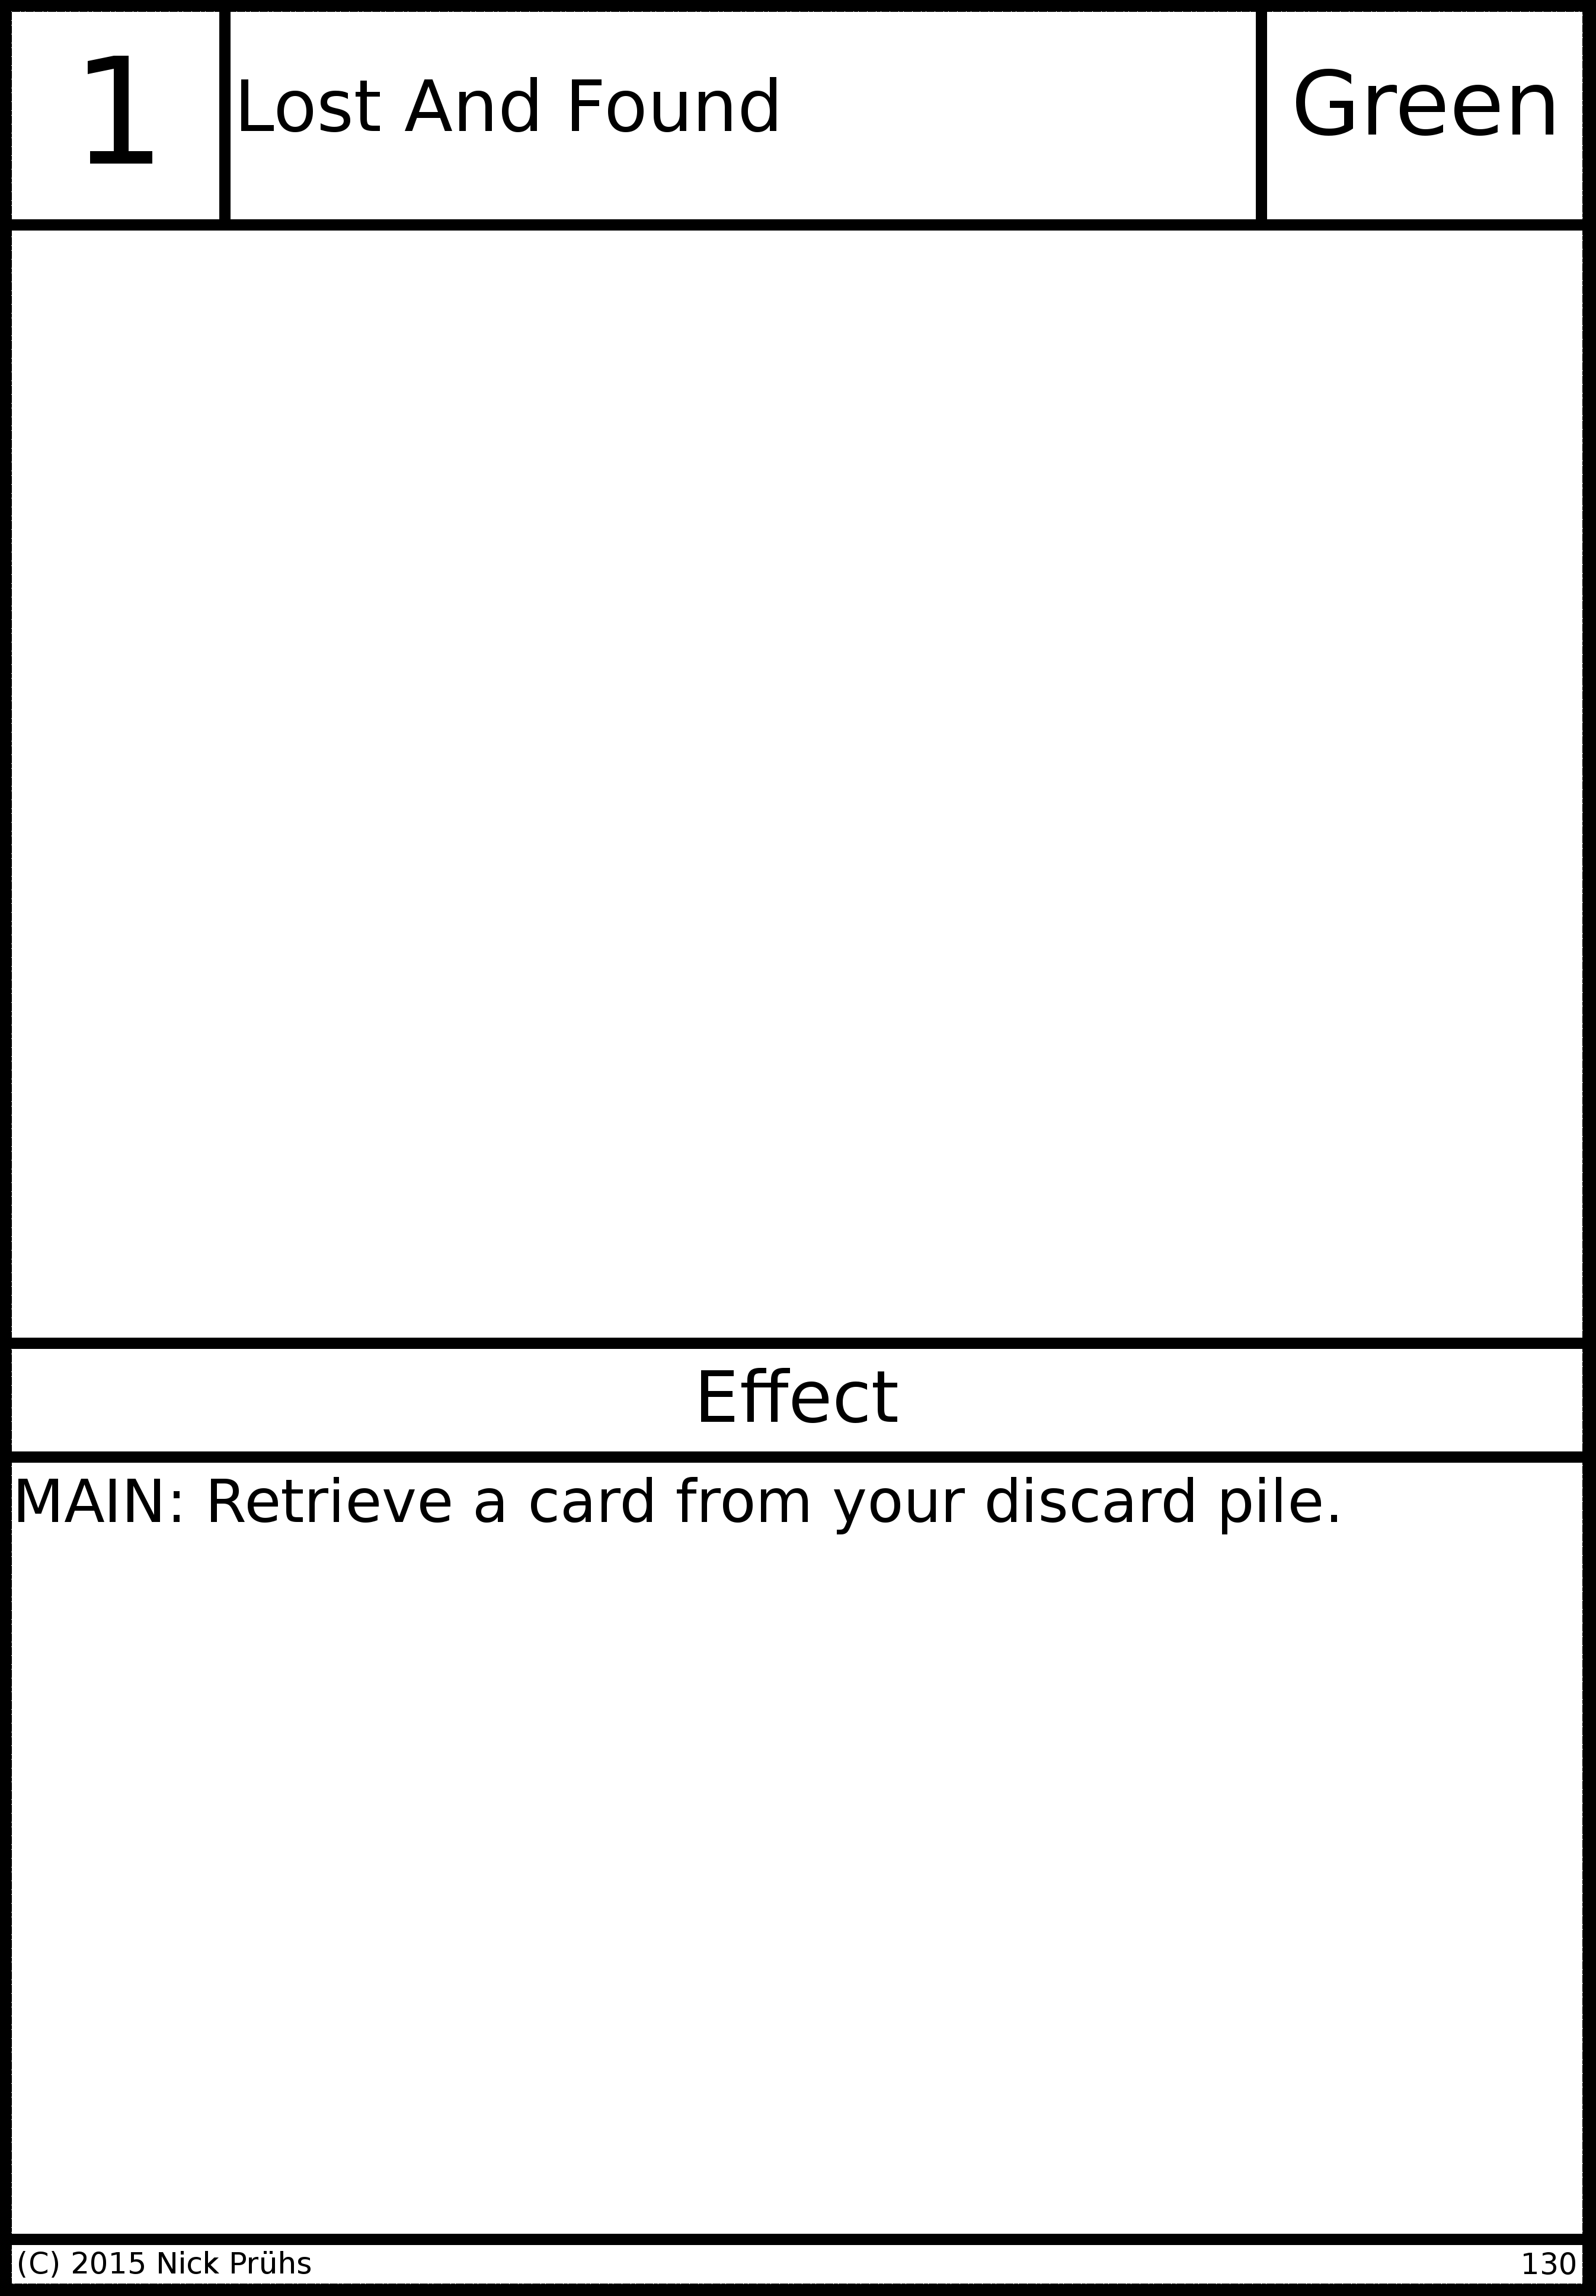 1
Lost And Found
Green
Effect
MAIN: Retrieve a card from your discard pile.
(C) 2015 Nick Prühs
130